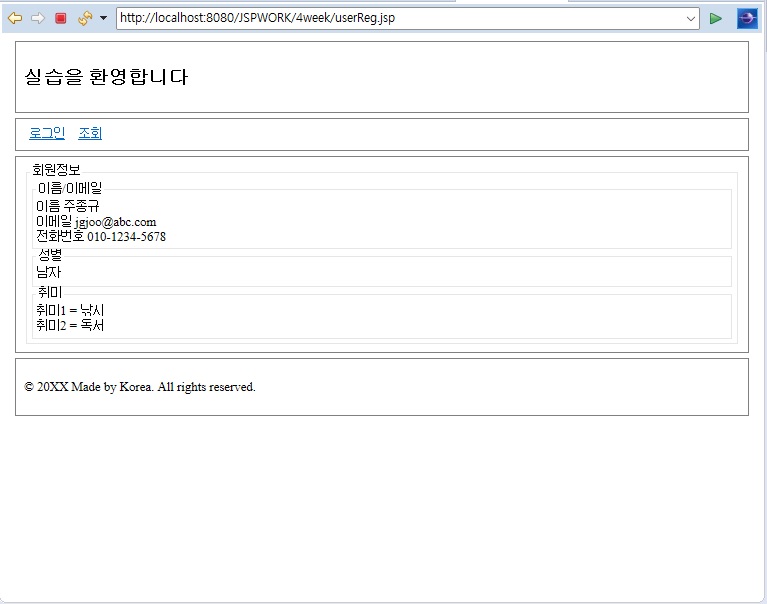 http://localhost:8080/JSPWORK/4week/userReg.jsp
실습을 환영합니다
로그인 조회
회원정보
이름/이메일
이름 주종규
이메일 jgjoo@abc.com
전화번호 010-1234-5678
성별
남자
취미
취미1 = 낚시
취미2 = 독서
© 20XX Made by Korea. All rights reserved.